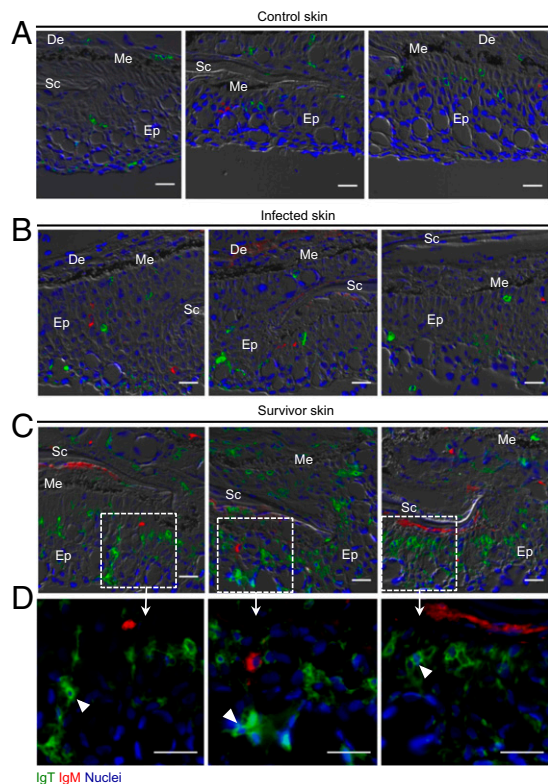 Control skin
A
De
Me
Sc
Ep
Sc
Me
Ep
Me
De
Ep
Infected skin
B
De
Me
Sc
Ep
De
Me
Sc
Ep
Sc
Me
Ep
Survivor skin
C
Sc
Me
Ep
Me
Sc
Ep
Me
Sc
Ep
D
IgT IgM Nuclei